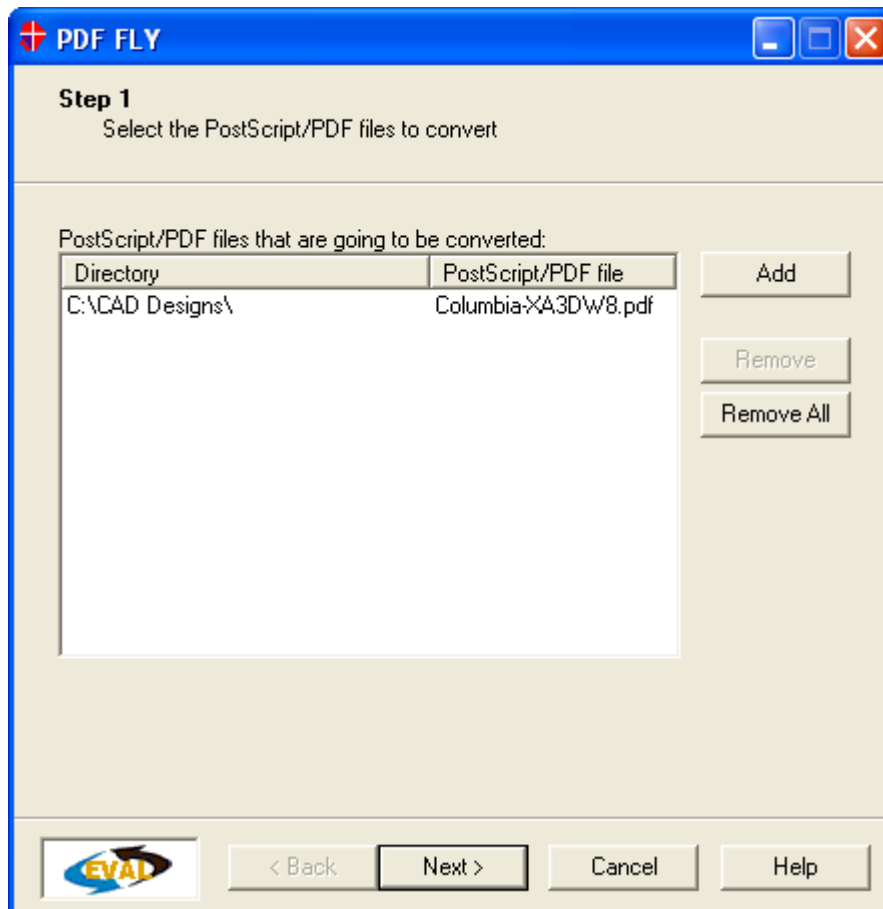 PDF FLY
Step 1
Select the PostScript/PDF files to convert
PostScript/PDF files that are going to be converted:
Directory PostScript/PDF file
C:\CAD Designs\ Columbia-XA3DW8.pdf
Add
Remove
Remove All
EVAL
< Back Next > Cancel Help